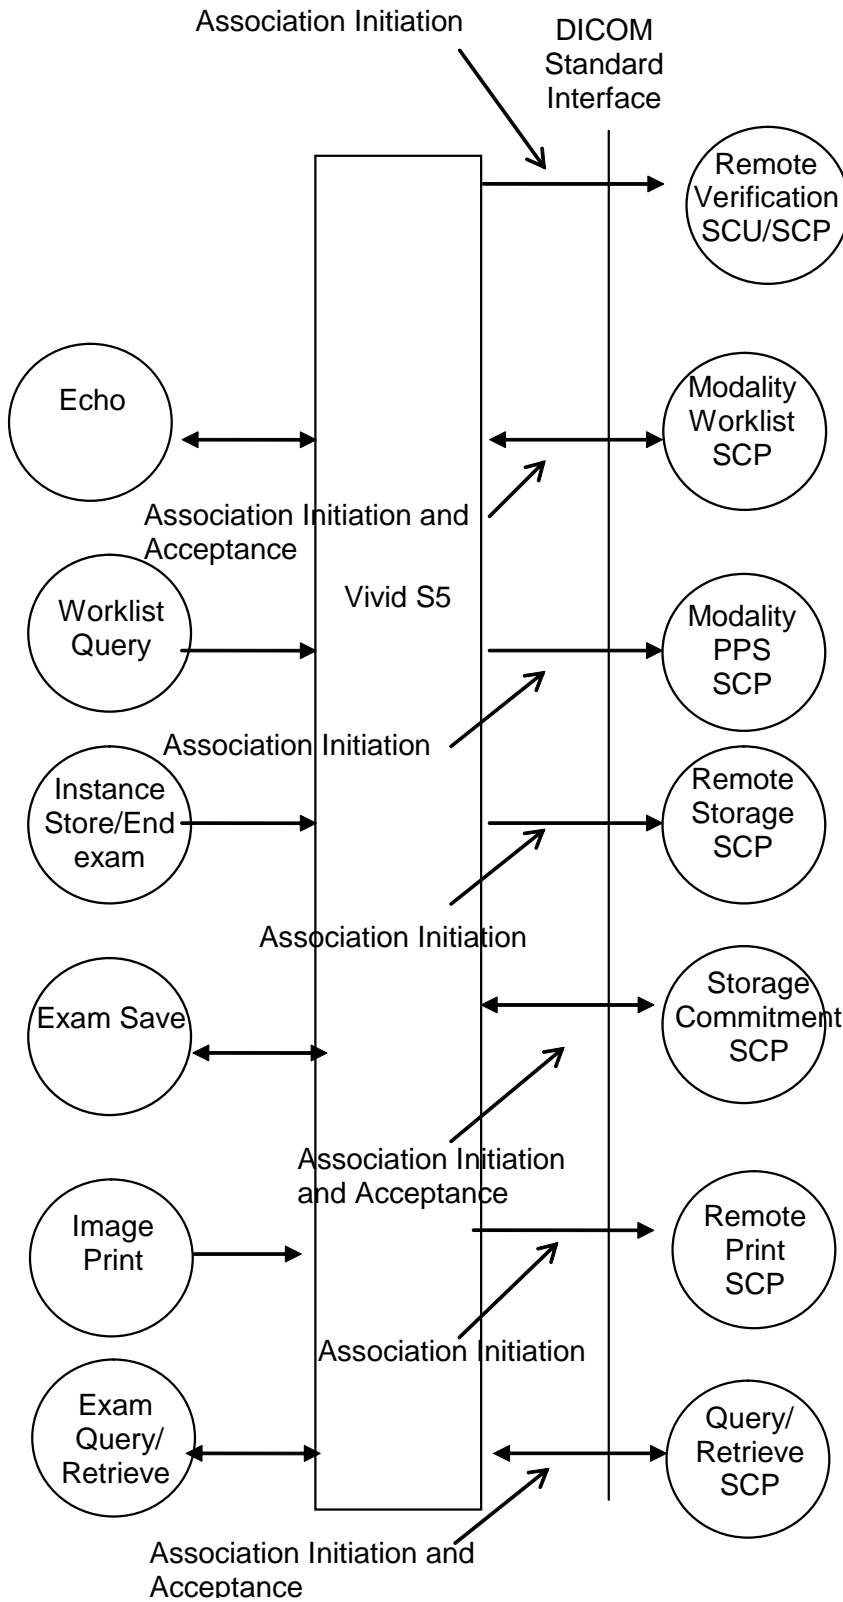 Association Initiation
DICOM
Standard
Interface
Remote
Verification
SCU/SCP
Echo
Modality
Worklist
SCP
Association Initiation and
Acceptance
Worklist
Query
Vivid S5
Modality
PPS
SCP
Association Initiation
Instance
Store/End
exam
Remote
Storage
SCP
Association Initiation
Exam Save
Storage
Commitment
SCP
Association Initiation
and Acceptance
Image
Print
Remote
Print
SCP
Association Initiation
Exam
Query/
Retrieve
Query/
Retrieve
SCP
Association Initiation and
Acceptance